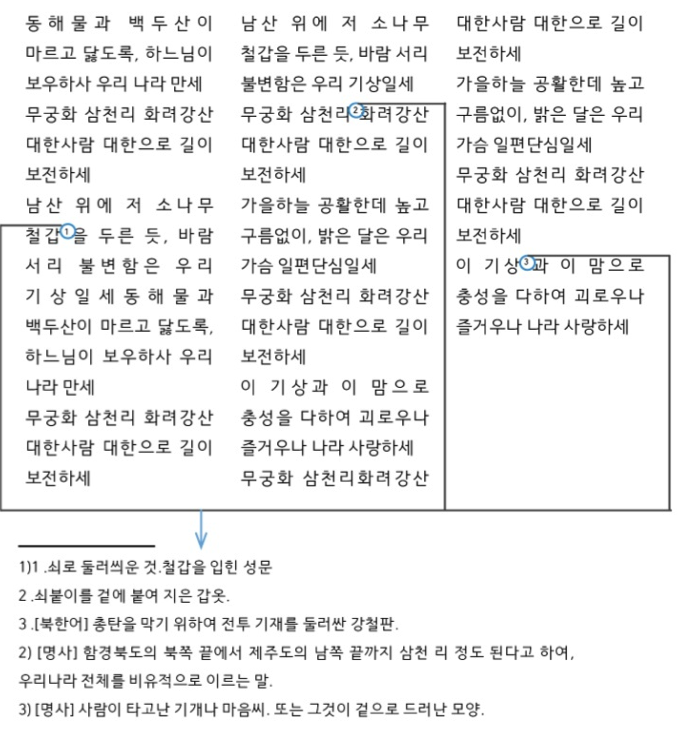 동해물과 백두산이
마르고 닳도록, 하느님이
보우하사 우리 나라 만세
무궁화 삼천리 화려강산
대한사람 대한으로 길이
보전하세
남산 위에 저 소나무
철갑1을 두른 듯, 바람
서리 불변함은 우리
기상일세동해물과
백두산이 마르고 닳도록,
하느님이 보우하사 우리
나라 만세
무궁화 삼천리 화려강산
대한사람 대한으로 길이
보전하세
남산 위에 저 소나무
철갑을 두른 듯, 바람 서리
불변함은 우리 기상일세
무궁화 삼천리2화려강산
대한사람 대한으로 길이
보전하세
가을하늘 공활한데 높고
구름없이, 밝은 달은 우리
가슴 일편단심일세
무궁화 삼천리 화려강산
대한사람 대한으로 길이
보전하세
이 기상과 이 맘으로
충성을 다하여 괴로우나
즐거우나 나라 사랑하세
무궁화 삼천리화려강산
대한사람 대한으로 길이
보전하세
가을하늘 공활한데 높고
구름없이, 밝은 달은 우리
가슴 일편단심일세
무궁화 삼천리 화려강산
대한사람 대한으로 길이
보전하세
이 기상3과 이 맘으로
충성을 다하여 괴로우나
즐거우나 나라 사랑하세
1)1 .쇠로 둘러씌운 것.철갑을 입힌 성문
2 .쇠붙이를 겉에 붙여 지은 갑옷.
3 .[북한어] 총탄을 막기 위하여 전투 기재를 둘러싼 강철판.
2) [명사] 함경북도의 북쪽 끝에서 제주도의 남쪽 끝까지 삼천 리 정도 된다고 하여,
우리나라 전체를 비유적으로 이르는 말.
3) [명사] 사람이 타고난 기개나 마음씨. 또는 그것이 겉으로 드러난 모양.